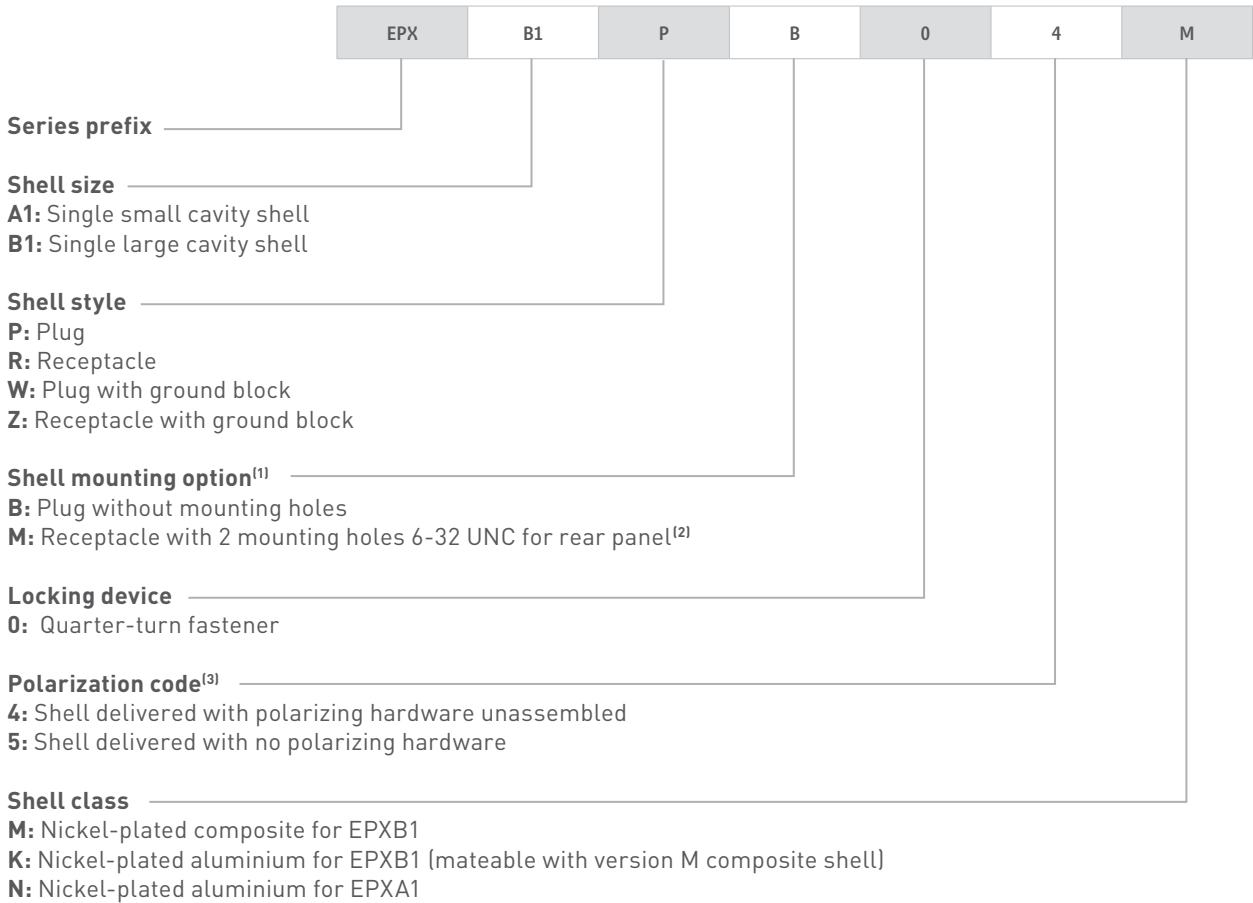 EPX B1 P B 0 4 M
Series prefix
Shell size
A1: Single small cavity shell
B1: Single large cavity shell
Shell style
P: Plug
R: Receptacle
W: Plug with ground block
Z: Receptacle with ground block
Shell mounting option(1)
B: Plug without mounting holes
M: Receptacle with 2 mounting holes 6-32 UNC for rear panel(2)
Locking device
0: Quarter-turn fastener
Polarization code(3)
4: Shell delivered with polarizing hardware unassembled
5: Shell delivered with no polarizing hardware
Shell class
M: Nickel-plated composite for EPXB1
K: Nickel-plated aluminium for EPXB1 (mateable with version M composite shell)
N: Nickel-plated aluminium for EPXA1